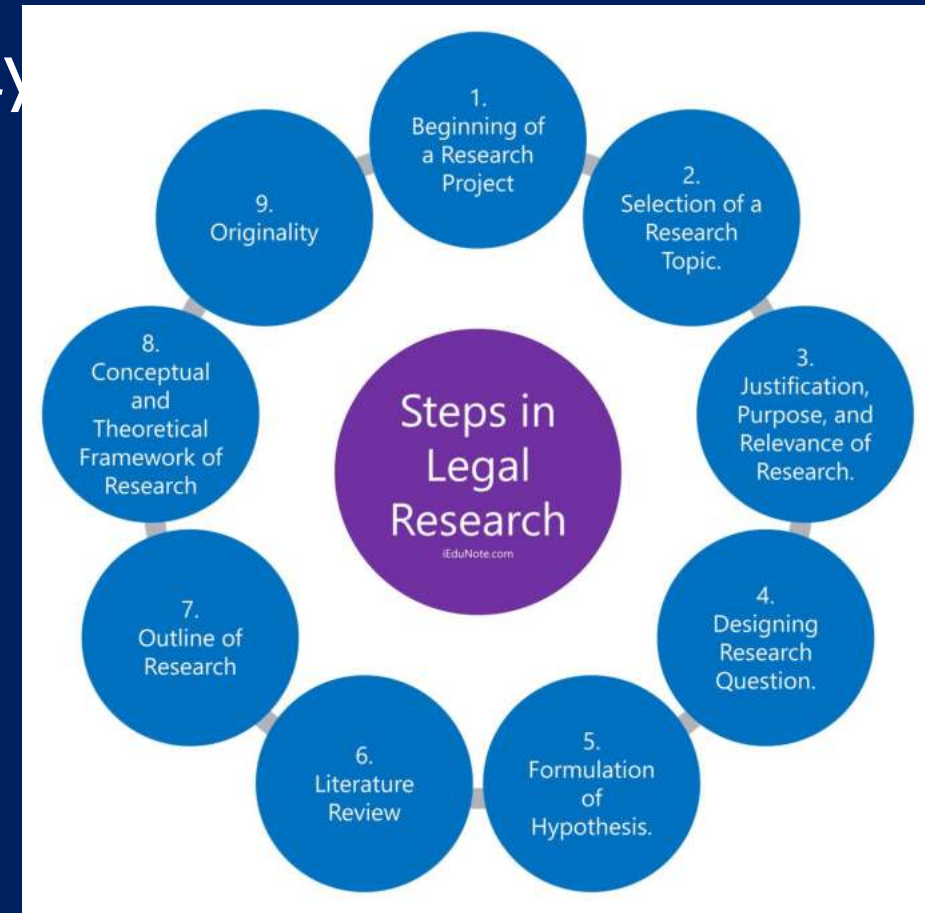 1.
Beginning of
a Research
Project
2.
Selection of a
Research
Topic.
3.
Justification,
Purpose, and
Relevance of
Research.
4.
Designing
Research
Question.
5.
Formulation
of
Hypothesis.
6.
Literature
Review
7.
Outline of
Research
8.
Conceptual
and
Theoretical
Framework of
Research
9.
Originality
Steps in
Legal
Research
iEduNote.com